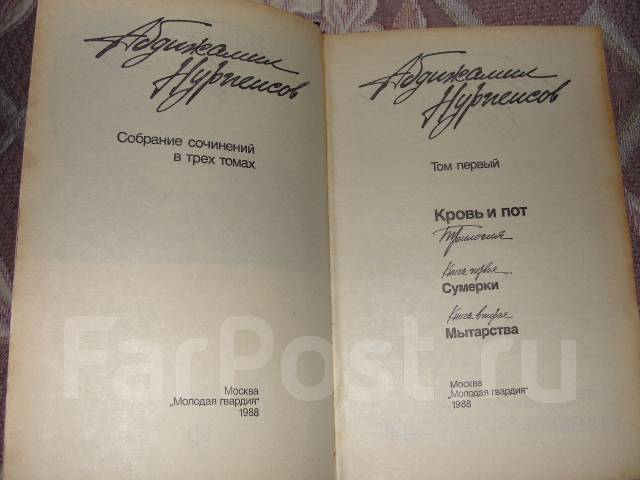 Абдижамил
Нурпеисов
Собрание сочинений
в трех томах
Москва
„Молодая гвардия"
1988
Абдижамил
Нурпеисов
Том первый
Кровь и пот
Трилогия
Книга первая
Сумерки
Книга вторая
Мытарства
Москва
„Молодая гвардия"
1988
FarPost.ru